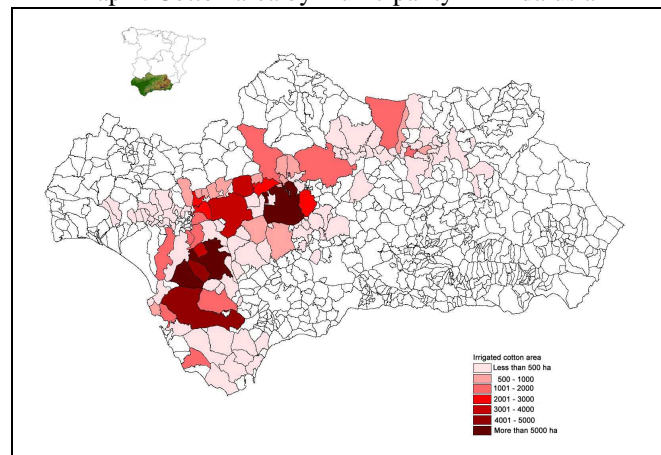 Irrigated cotton area
Less than 500 ha
500 - 1000
1001 - 2000
2001 - 3000
3001 - 4000
4001 - 5000
More than 5000 ha